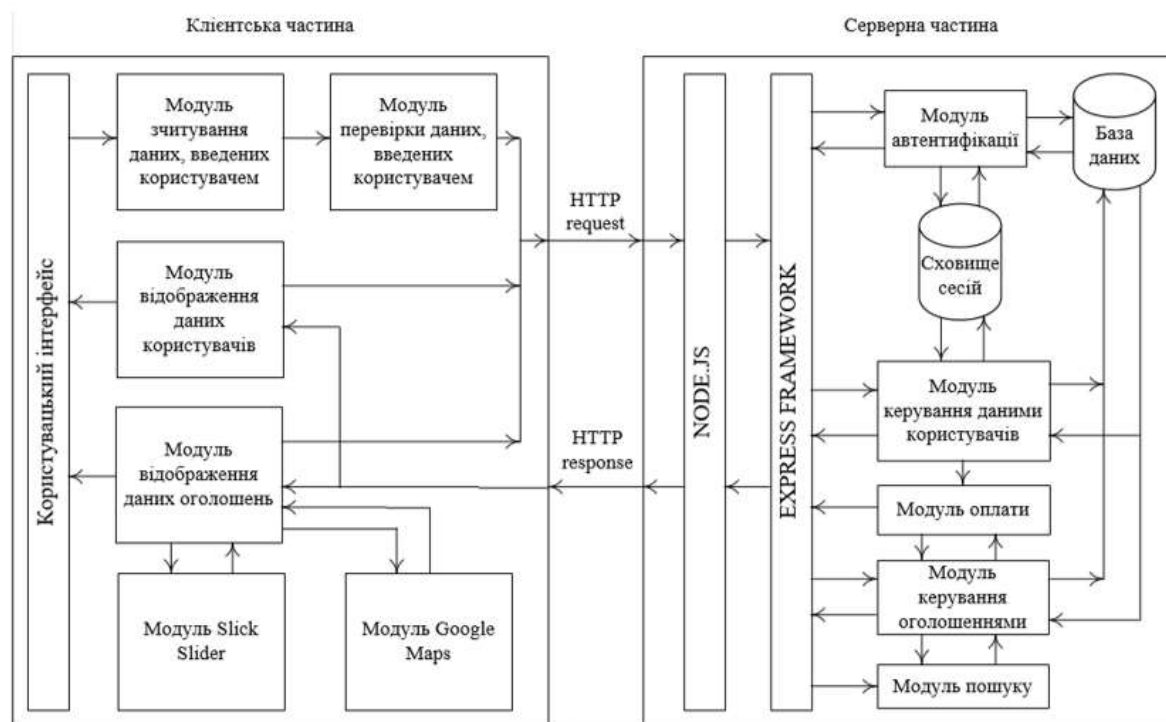 Клієнтська частина
Серверна частина
Користувацький інтерфейс
Модуль
зчитування
даних, введених
користувачем
Модуль
перевірки даних,
введених
користувачем
Модуль
відображення
даних
користувачів
Модуль
відображення
даних оголошень
Модуль Slick
Slider
Модуль Google
Maps
HTTP
request
HTTP
response
NODE.JS
EXPRESS FRAMEWORK
Модуль
автентифікації
База
даних
Сховище
сесій
Модуль
керування даними
користувачів
Модуль оплати
Модуль
керування
оголошеннями
Модуль пошуку